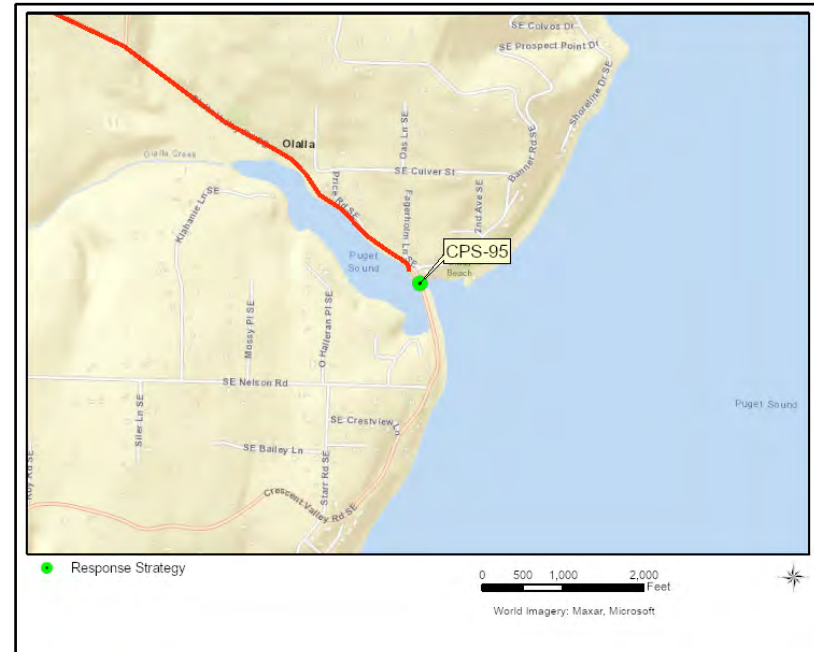 SE Colvos Dr
SE Prospect Point Dr
Shoreline Dr SE
Olalla
Oas Ln SE
Banner Rd SE
Olalla Creek
SE Culver St
Price Rd SE
Klahanie Ln SE
Fagerholm Ln SE
2nd Ave SE
CPS-95
Puget
Sound
Beach
Mossy Pl SE
O Halleran Pl SE
SE Nelson Rd
Puget Sound
Siler Ln SE
SE Crestview Ln
SE Bailey Ln
Starr Rd SE
Roy Rd SE
Crescent Valley Rd SE
Response Strategy
0 500 1,000 2,000
Feet
World Imagery: Maxar, Microsoft